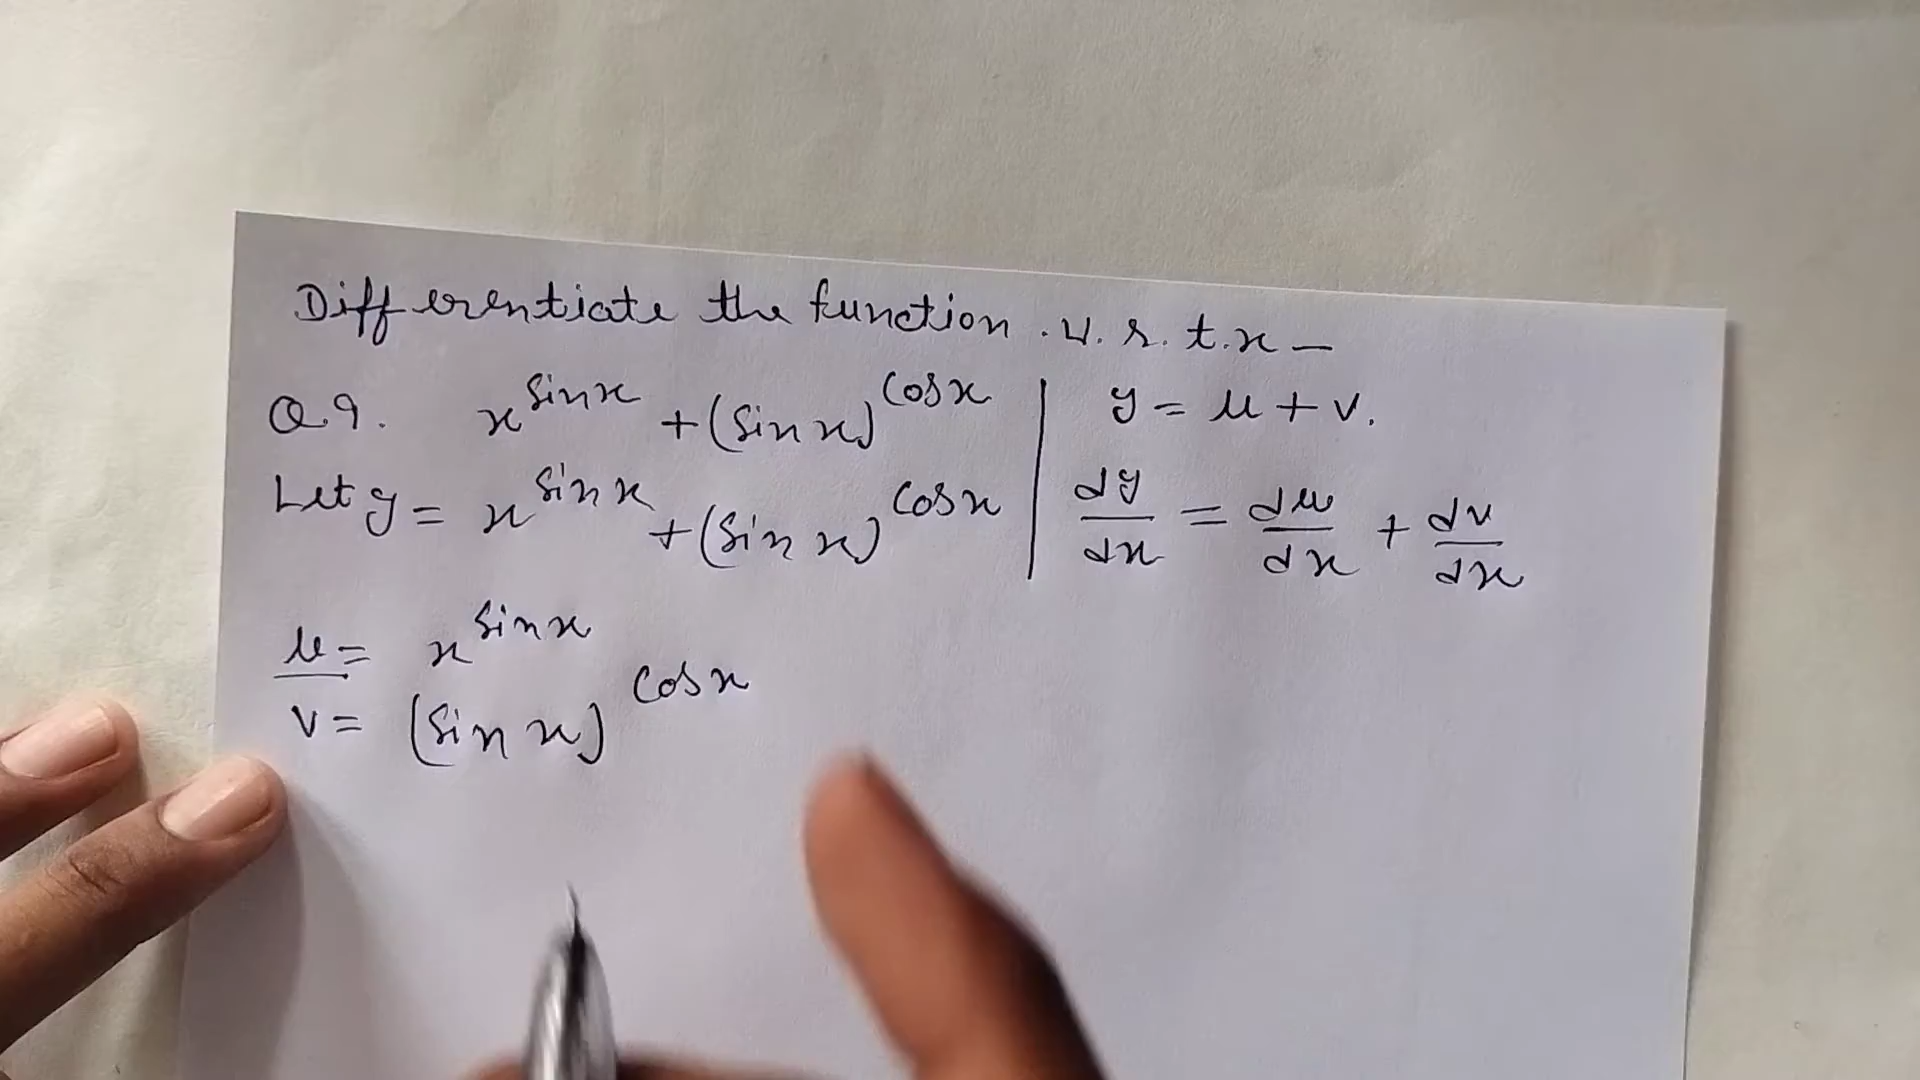 Differentiate the function .w.r.t.x —
Q.9. x^sinx + (sin x)^cosx | y = u + v.
Let y = x^sinx + (sin x)^cosx | dy/dx = du/dx + dv/dx
u = x^sinx
v = (sin x)^cosx